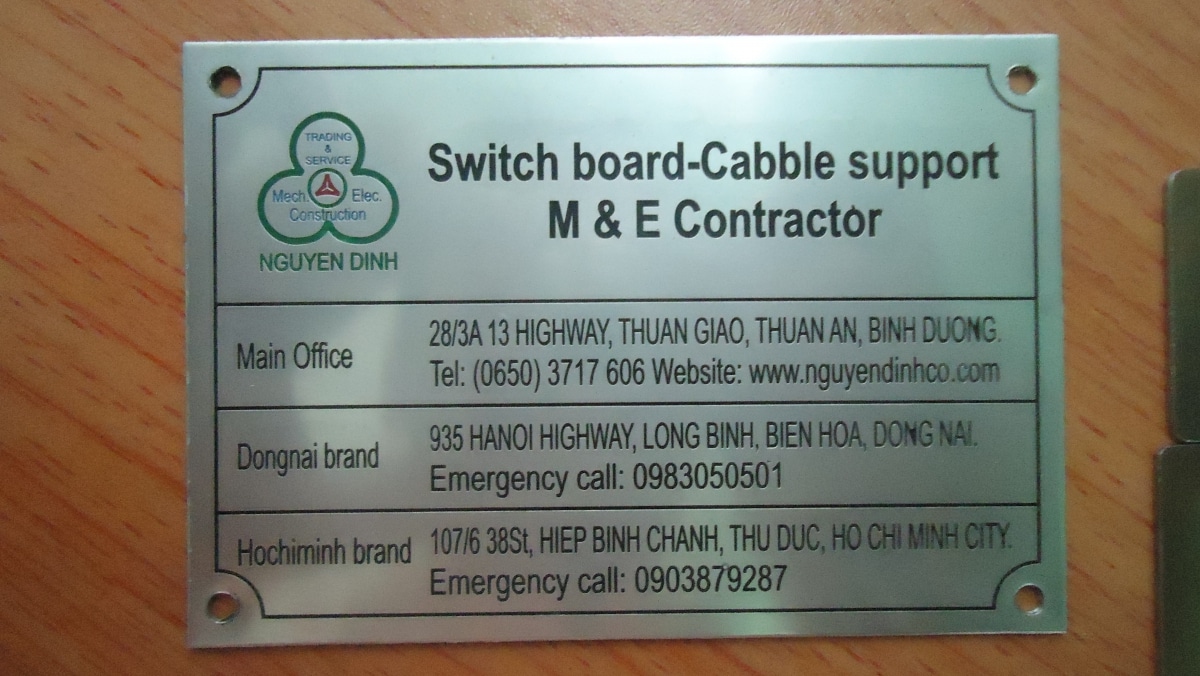 TRADING
&
SERVICE
Mech. Elec.
Construction
NGUYEN DINH
Switch board-Cabble support
M & E Contractor
Main Office
28/3A 13 HIGHWAY, THUAN GIAO, THUAN AN, BINH DUONG.
Tel: (0650) 3717 606 Website: www.nguyendinhco.com
Dongnai brand
935 HANOI HIGHWAY, LONG BINH, BIEN HOA, DONG NAI.
Emergency call: 0983050501
Hochiminh brand
107/6 38St, HIEP BINH CHANH, THU DUC, HO CHI MINH CITY.
Emergency call: 0903879287